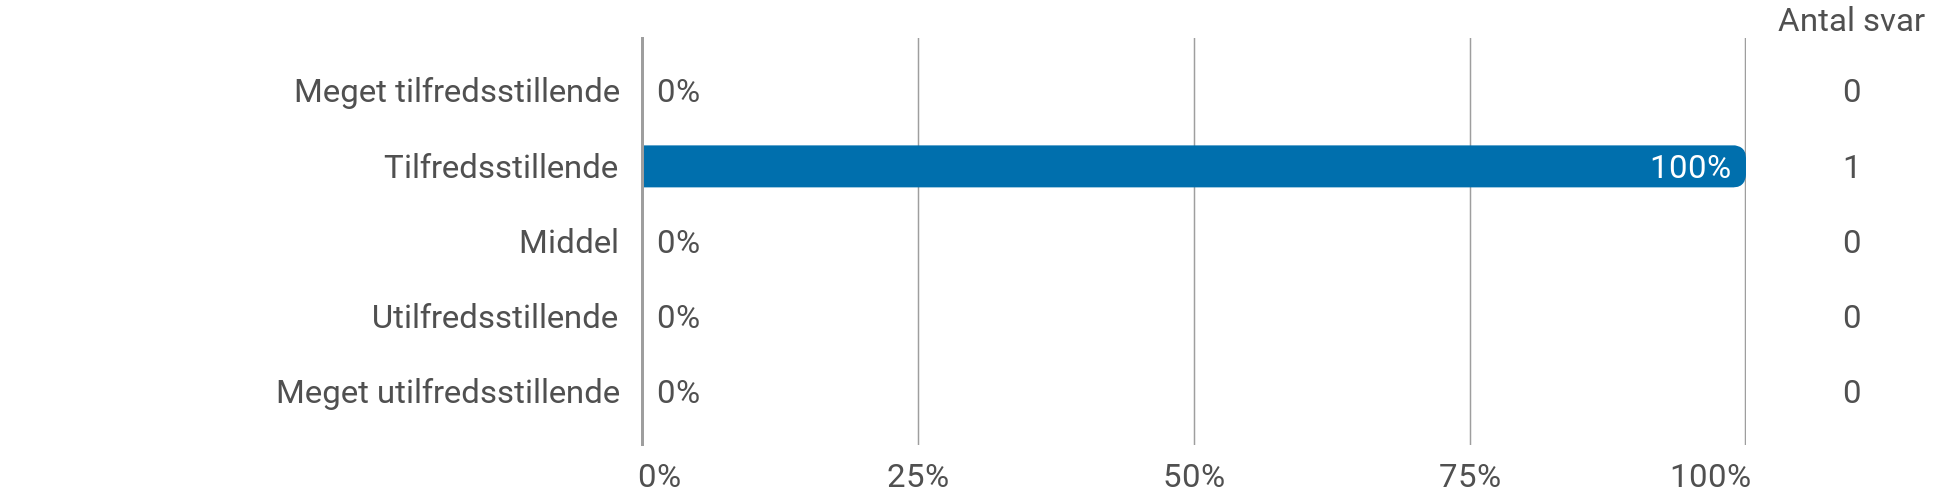 Antal svar
Meget tilfredsstillende 0% 0
Tilfredsstillende 100% 1
Middel 0% 0
Utilfredsstillende 0% 0
Meget utilfredsstillende 0% 0
0% 25% 50% 75% 100%